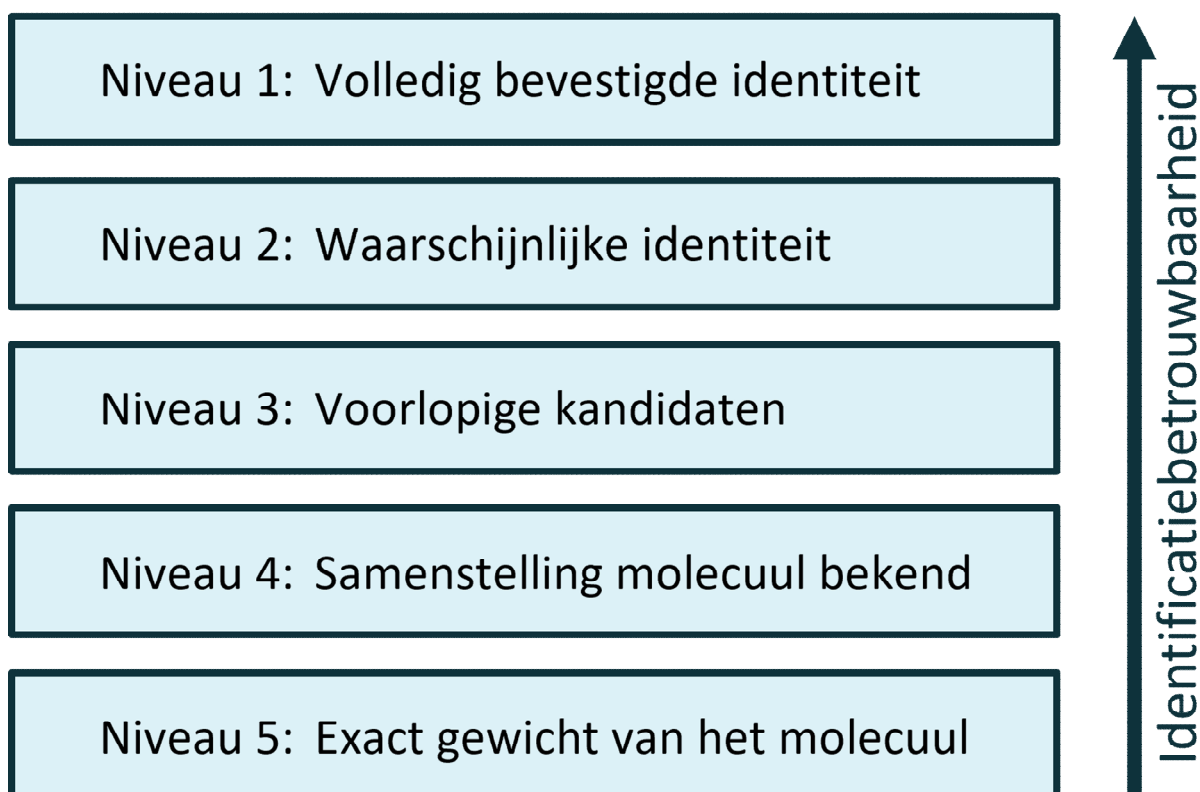 Niveau 1: Volledig bevestigde identiteit
Niveau 2: Waarschijnlijke identiteit
Niveau 3: Voorlopige kandidaten
Niveau 4: Samenstelling molecuul bekend
Niveau 5: Exact gewicht van het molecuul
Identificatiebetrouwbaarheid